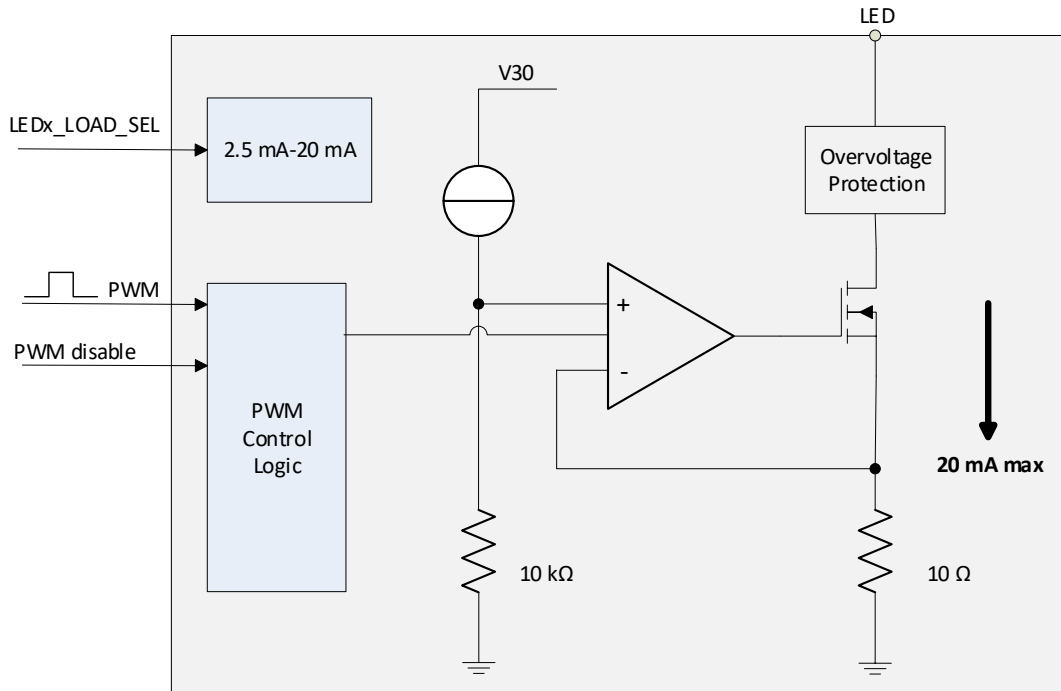 LED
V30
LEDx_LOAD_SEL
2.5 mA-20 mA
Overvoltage
Protection
PWM
+
PWM disable
-
PWM
Control
Logic
20 mA max
10 kΩ
10 Ω